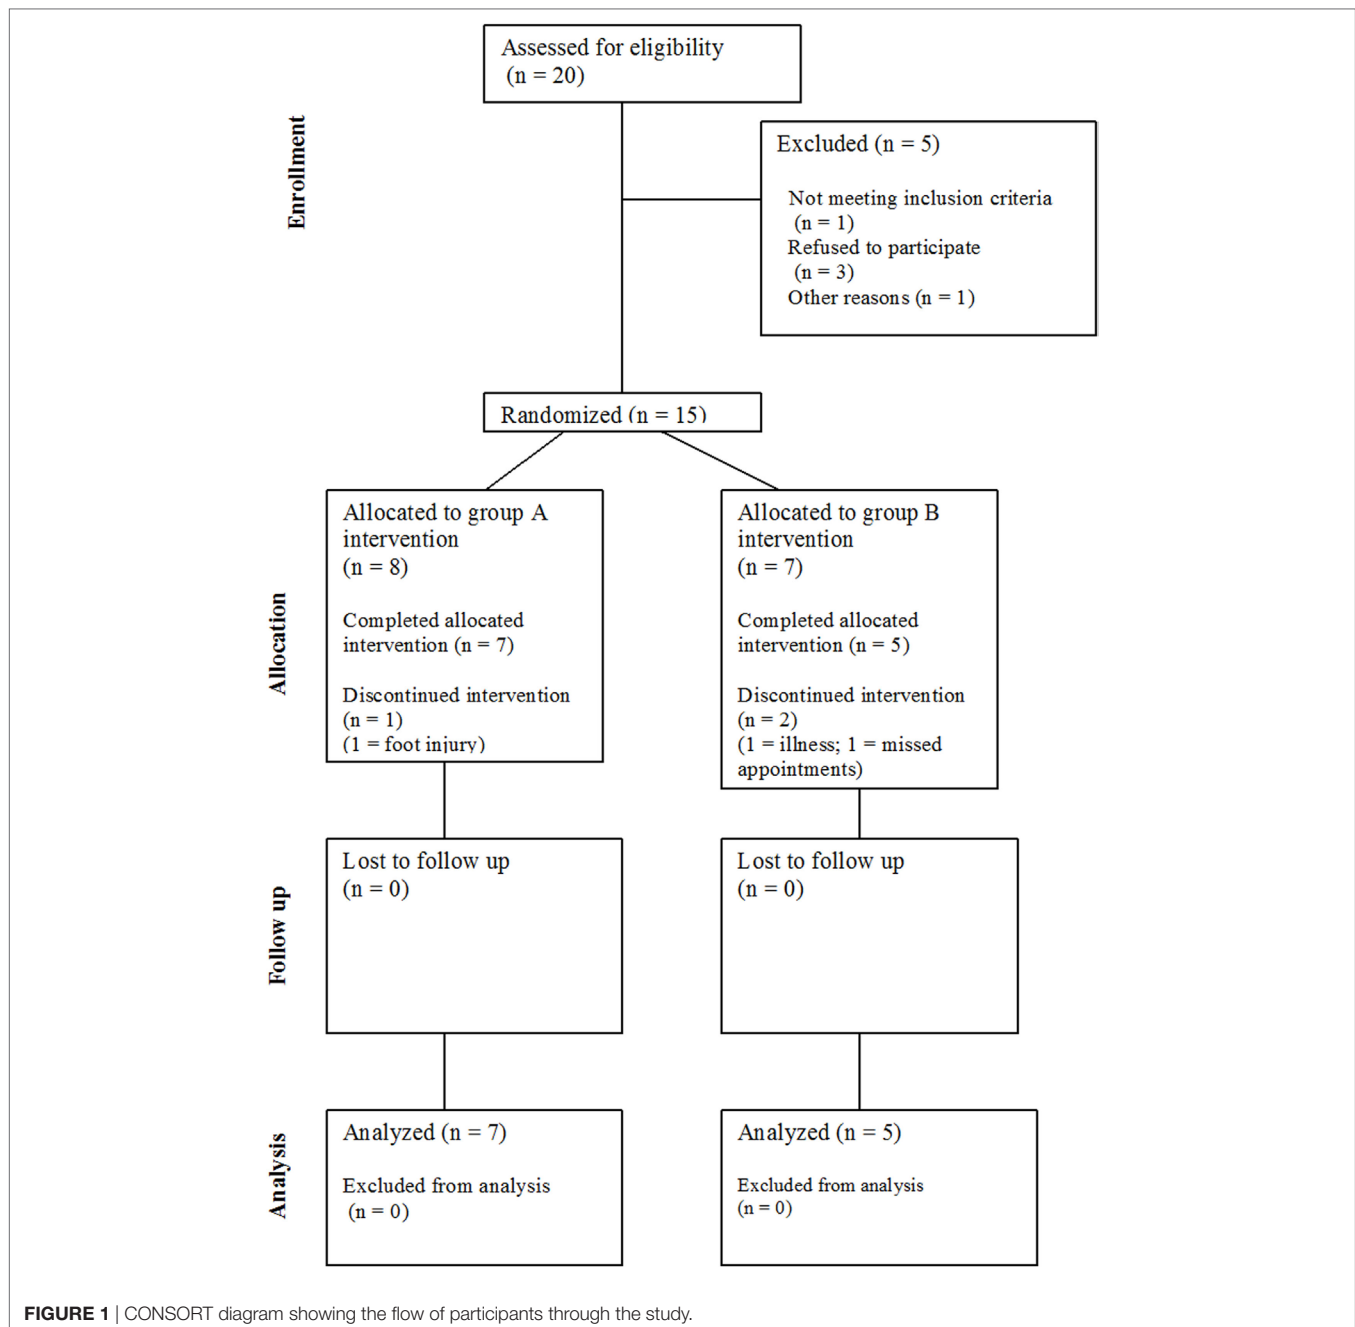 Assessed for eligibility
(n = 20)
Enrollment
Excluded (n = 5)
Not meeting inclusion criteria
(n = 1)
Refused to participate
(n = 3)
Other reasons (n = 1)
Randomized (n = 15)
Allocation
Allocated to group A
intervention
(n = 8)
Completed allocated
intervention (n = 7)
Discontinued intervention
(n = 1)
(1 = foot injury)
Allocated to group B
intervention
(n = 7)
Completed allocated
intervention (n = 5)
Discontinued intervention
(n = 2)
(1 = illness; 1 = missed
appointments)
Follow up
Lost to follow up
(n = 0)
Lost to follow up
(n = 0)
Analysis
Analyzed (n = 7)
Excluded from analysis
(n = 0)
Analyzed (n = 5)
Excluded from analysis
(n = 0)
FIGURE 1 | CONSORT diagram showing the flow of participants through the study.